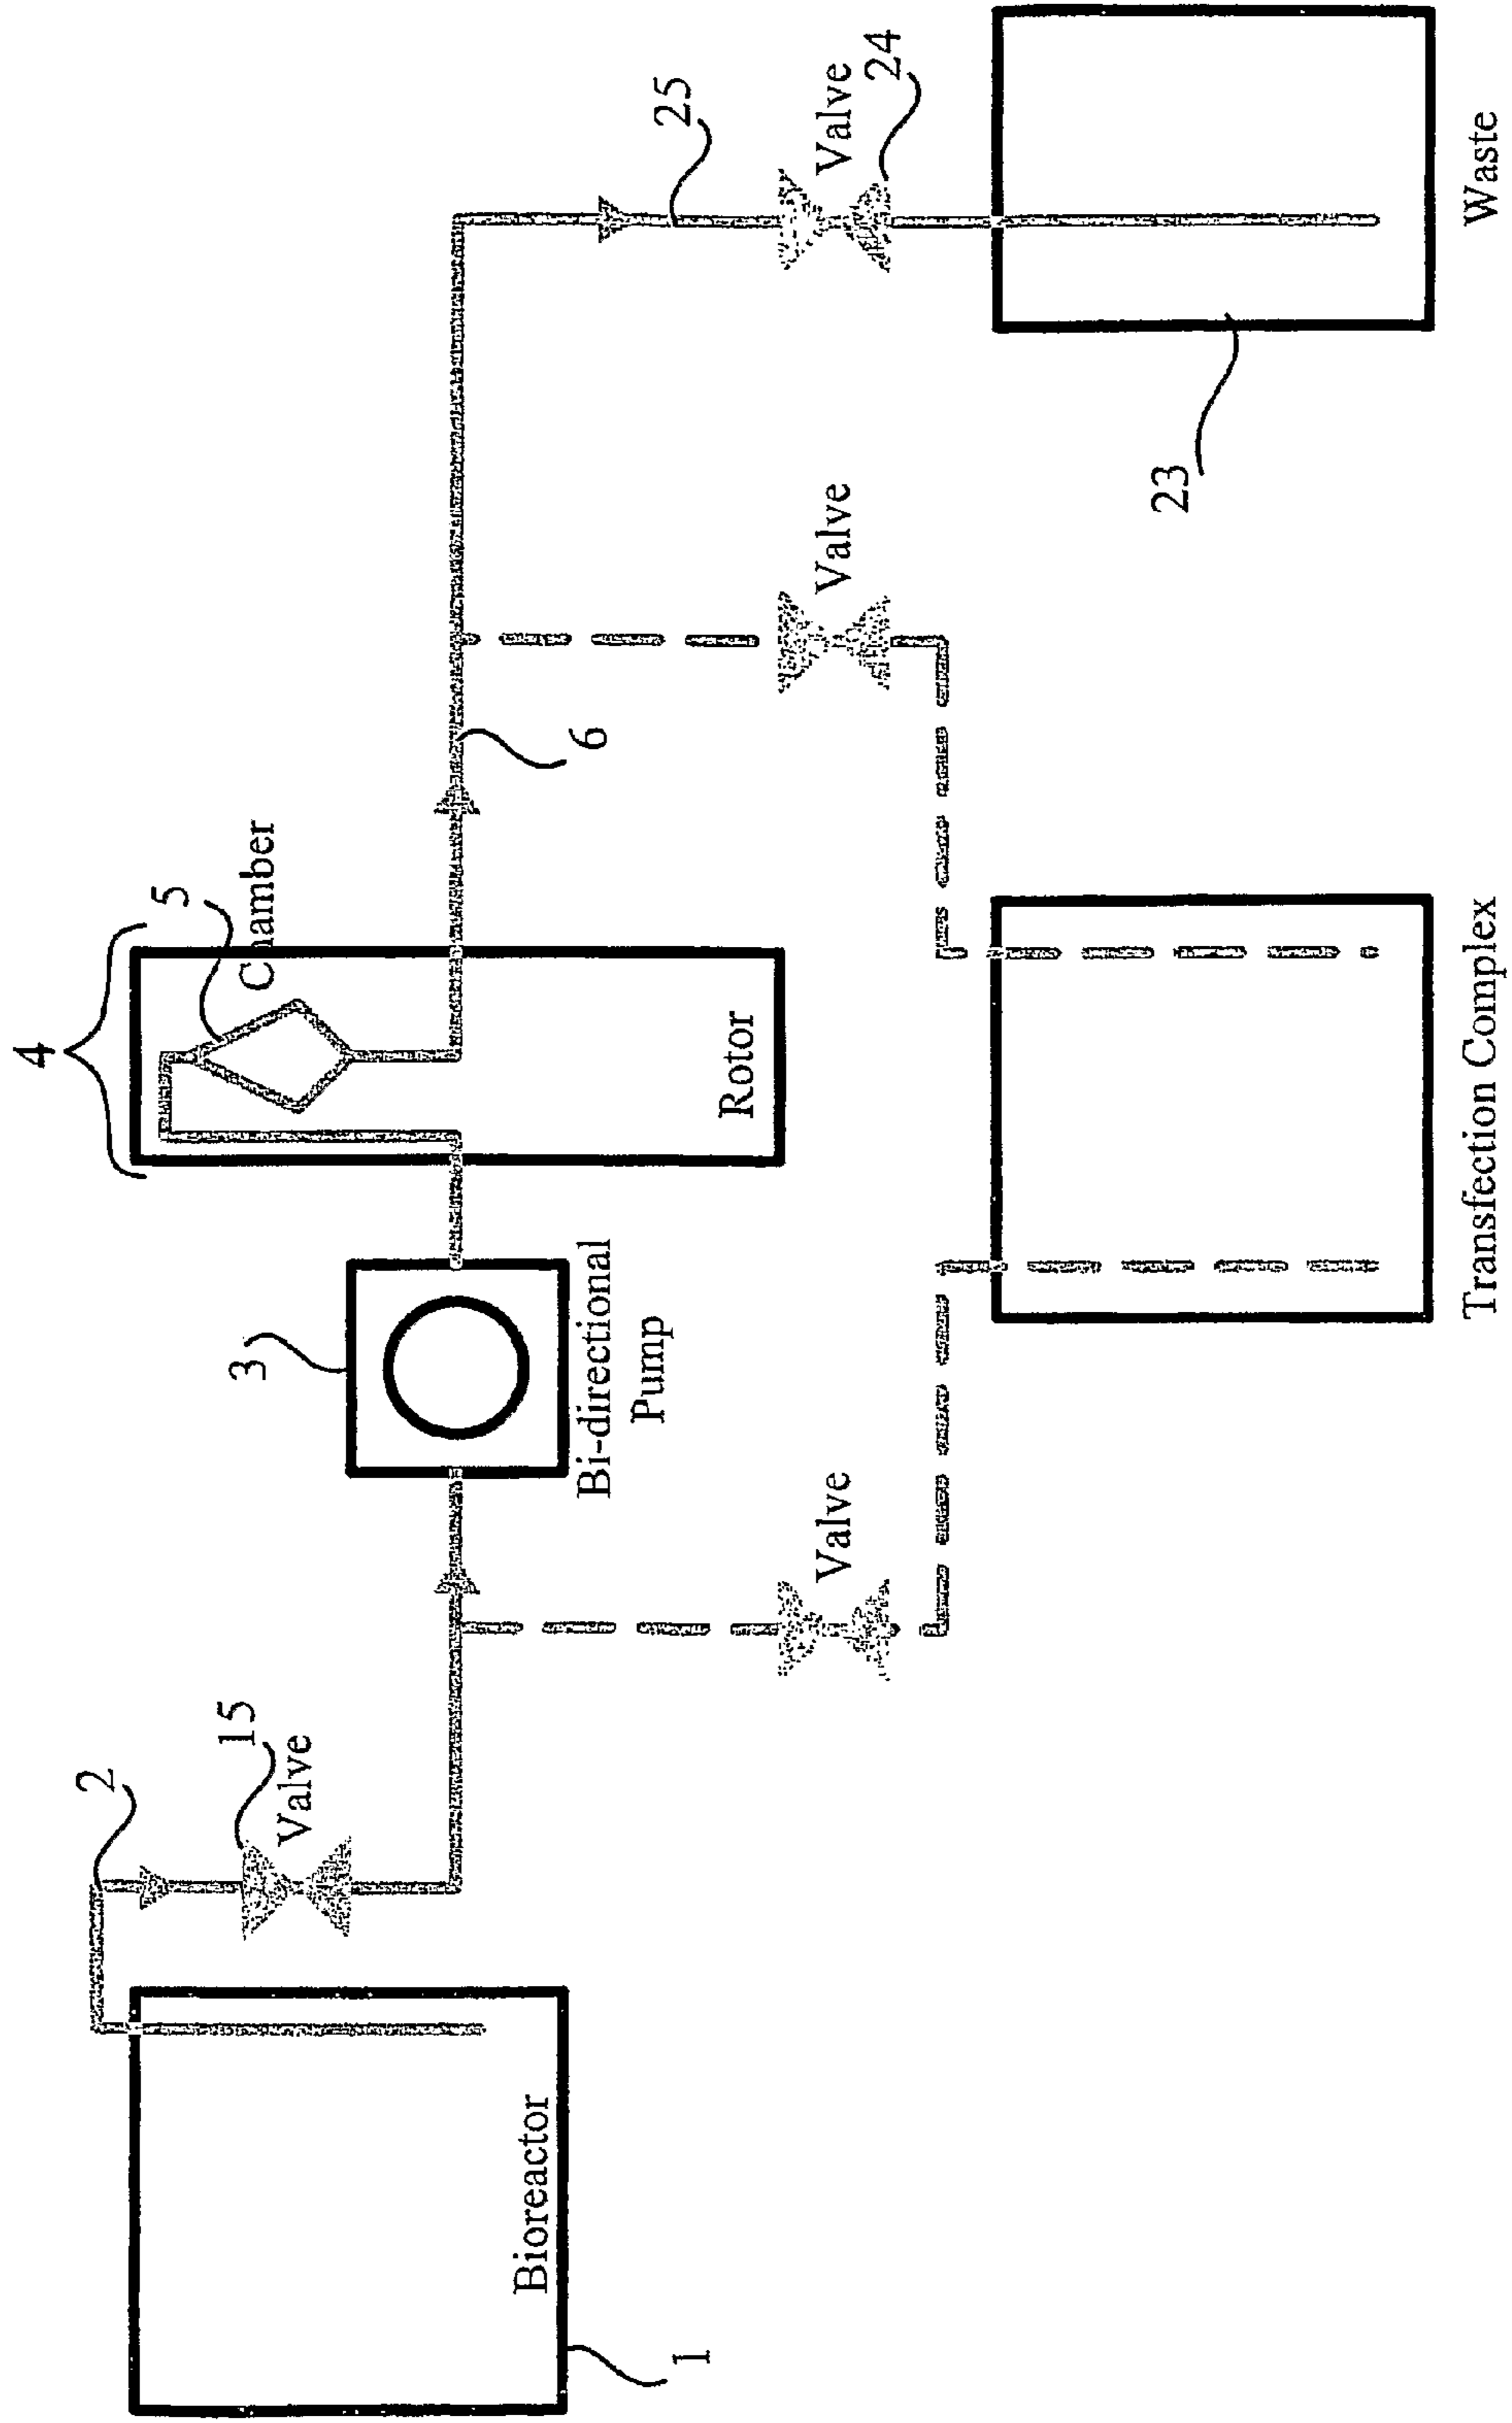 4
5
Chamber
Rotor
2
15
Valve
3
Bi-directional
Pump
6
25
Valve
24
Bioreactor
1
Valve
Valve
23
Transfection Complex
Waste